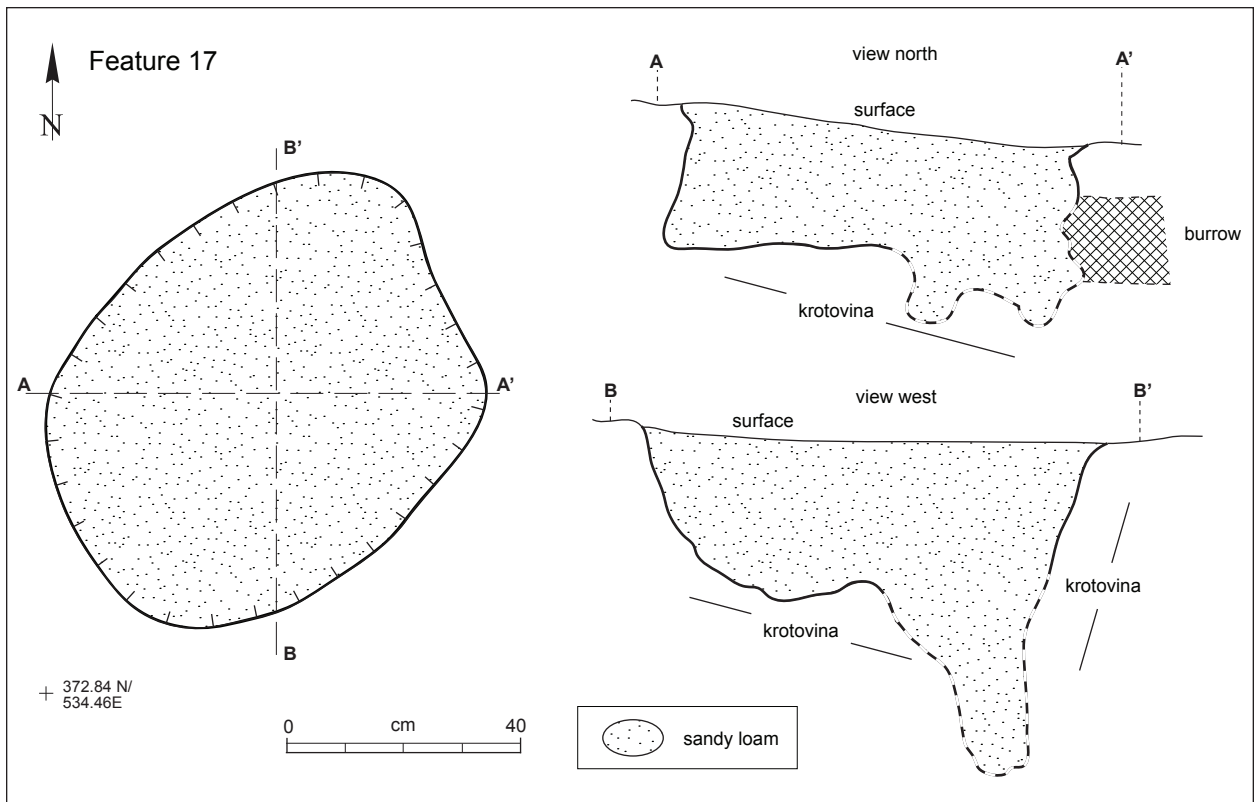 Feature 17
N
B'
A
A'
B
372.84 N/
534.46E
0 cm 40
view north
A
A'
surface
burrow
krotovina
view west
B
B'
surface
krotovina
krotovina
sandy loam